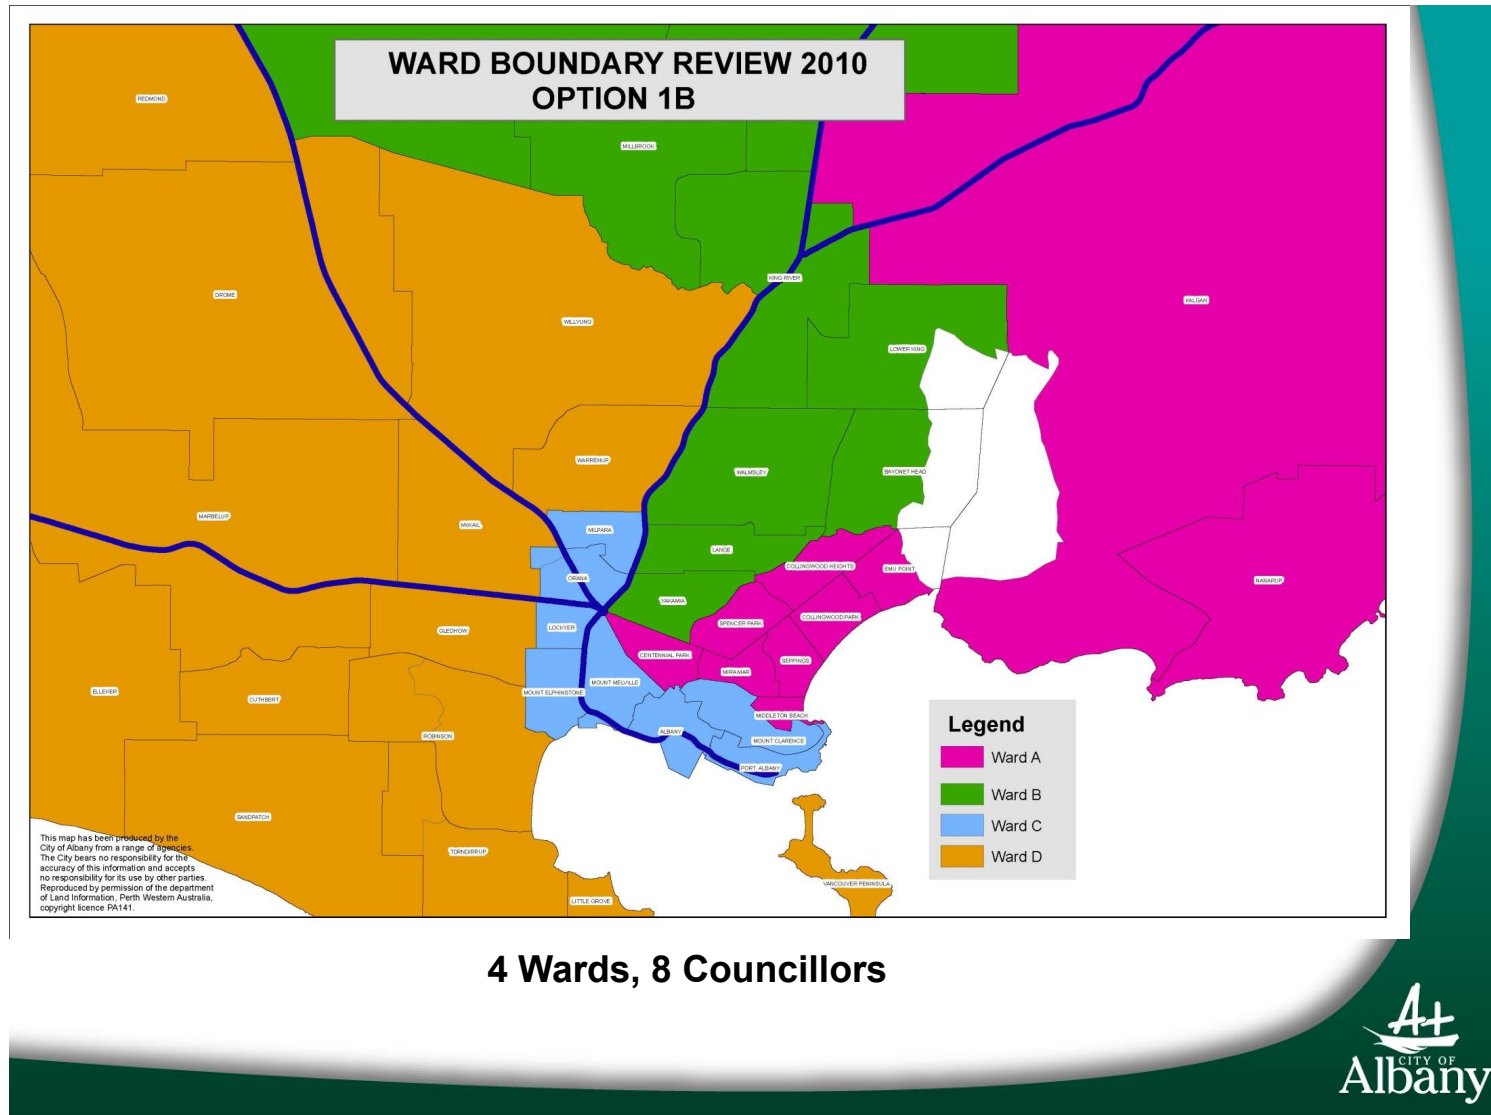 WARD BOUNDARY REVIEW 2010
OPTION 1B
REDMOND
MILLBROOK
KING RIVER
DROME
KALGAN
WILLYUNG
LOWER KING
WARRENUP
WALMSLEY
BAYONET HEAD
MARBELUP
MCKAIL
MILPARA
LANGE
COLLINGWOOD HEIGHTS
EMU POINT
ORANA
NANARUP
YAKAMIA
SPENCER PARK
COLLINGWOOD PARK
GLEDHOW
LOCKYER
CENTENNIAL PARK
SEPPINGS
MIRA MAR
ELLEKER
CUTHBERT
MOUNT ELPHINSTONE
MOUNT MELVILLE
MIDDLETON BEACH
ROBINSON
ALBANY
MOUNT CLARENCE
PORT ALBANY
SANDPATCH
TORNDIRRUP
VANCOUVER PENINSULA
LITTLE GROVE
Legend
Ward A
Ward B
Ward C
Ward D
This map has been produced by the
City of Albany from a range of agencies.
The City bears no responsibility for the
accuracy of this information and accepts
no responsibility for its use by other parties.
Reproduced by permission of the department
of Land Information, Perth Western Australia,
copyright licence PA141.
4 Wards, 8 Councillors
A+
CITY OF
Albany